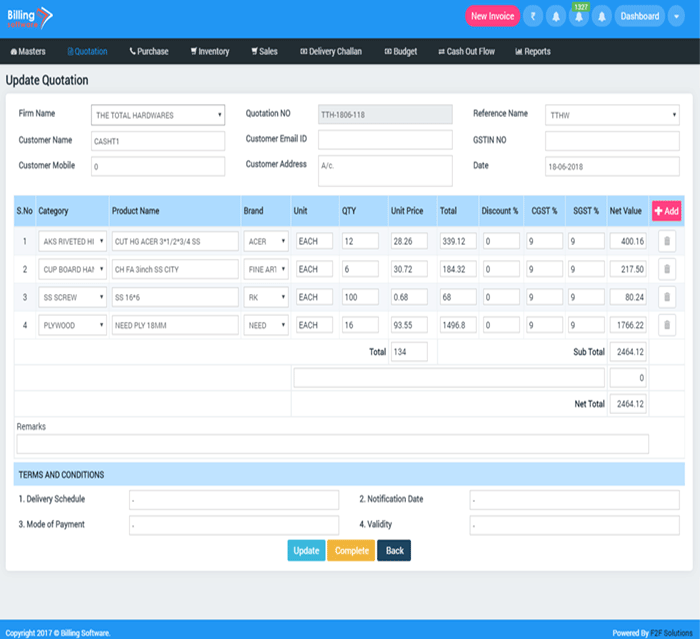 Billing
software
New Invoice ₹ 1327 Dashboard
Masters Quotation Purchase Inventory Sales Delivery Challan Budget Cash Out Flow Reports
Update Quotation
Firm Name THE TOTAL HARDWARES Quotation NO TTH-1806-118 Reference Name TTHW
Customer Name CASHT1 Customer Email ID GSTIN NO
Customer Mobile 0 Customer Address A/c. Date 18-06-2018
S.No Category Product Name Brand Unit QTY Unit Price Total Discount % CGST % SGST % Net Value + Add
1 AKS RIVETED HI CUT HG ACER 3*1/2*3/4 SS ACER EACH 12 28.26 339.12 0 9 9 400.16
2 CUP BOARD HAN CH FA 3inch SS CITY FINE ART EACH 6 30.72 184.32 0 9 9 217.50
3 SS SCREW SS 16*6 RK EACH 100 0.68 68 0 9 9 80.24
4 PLYWOOD NEED PLY 18MM NEED EACH 16 93.55 1496.8 0 9 9 1766.22
Total 134 Sub Total 2464.12
0
Net Total 2464.12
Remarks
TERMS AND CONDITIONS
1. Delivery Schedule - 2. Notification Date -
3. Mode of Payment - 4. Validity -
Update Complete Back
Copyright 2017 © Billing Software. Powered By F2F Solutions